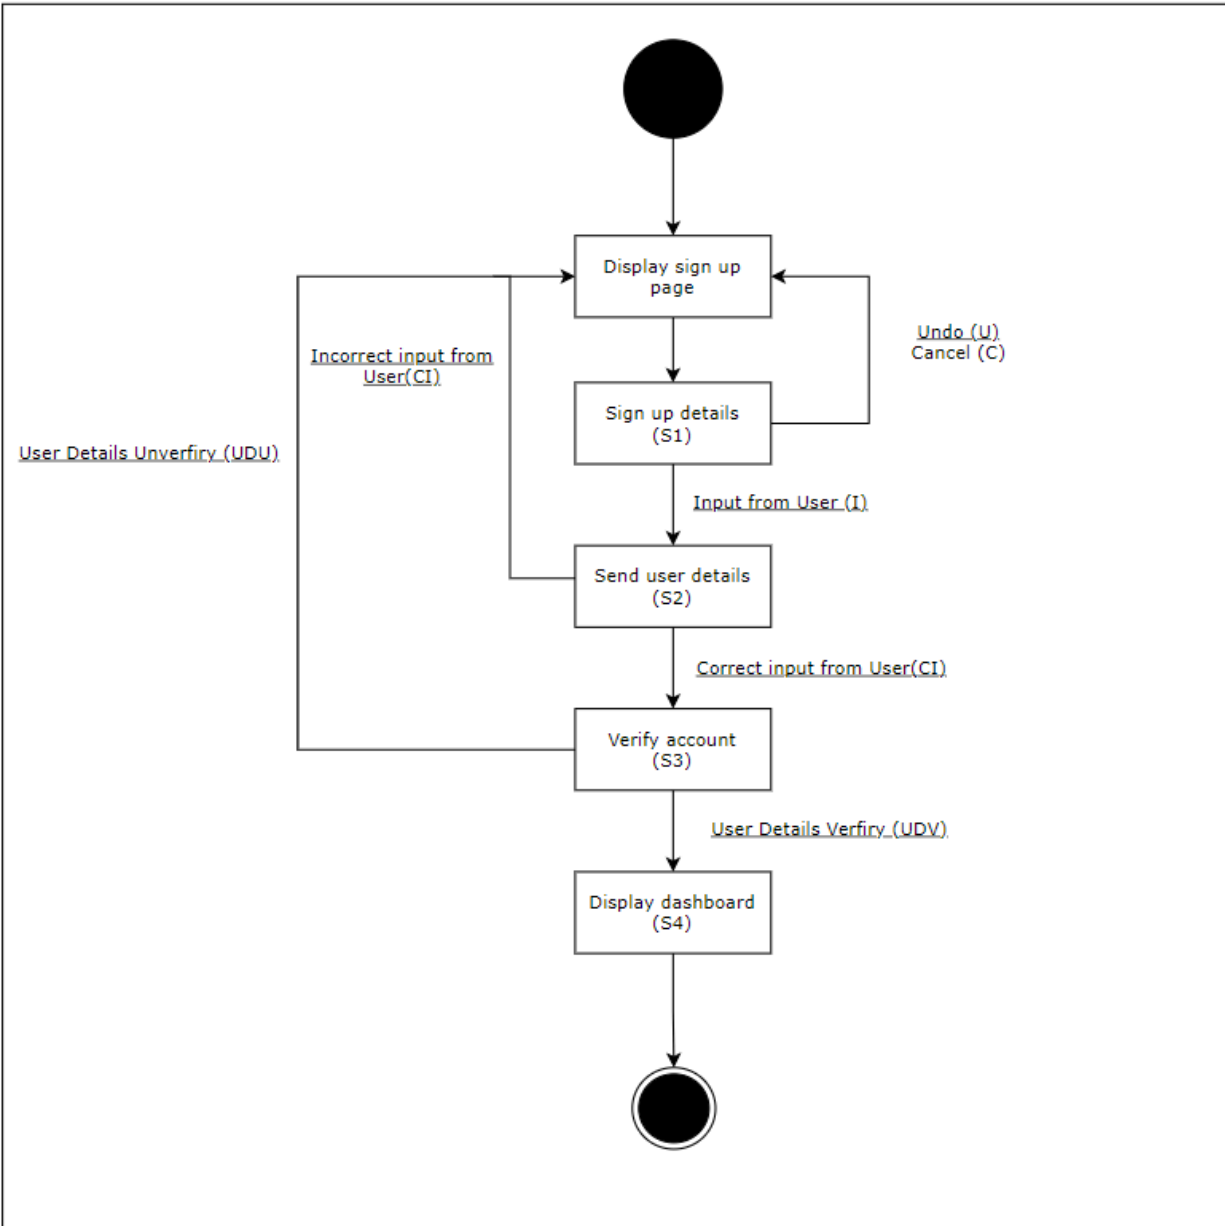 Display sign up
page
Undo (U)
Cancel (C)
Incorrect input from
User(CI)
Sign up details
(S1)
User Details Unverfiry (UDU)
Input from User (I)
Send user details
(S2)
Correct input from User(CI)
Verify account
(S3)
User Details Verfiry (UDV)
Display dashboard
(S4)